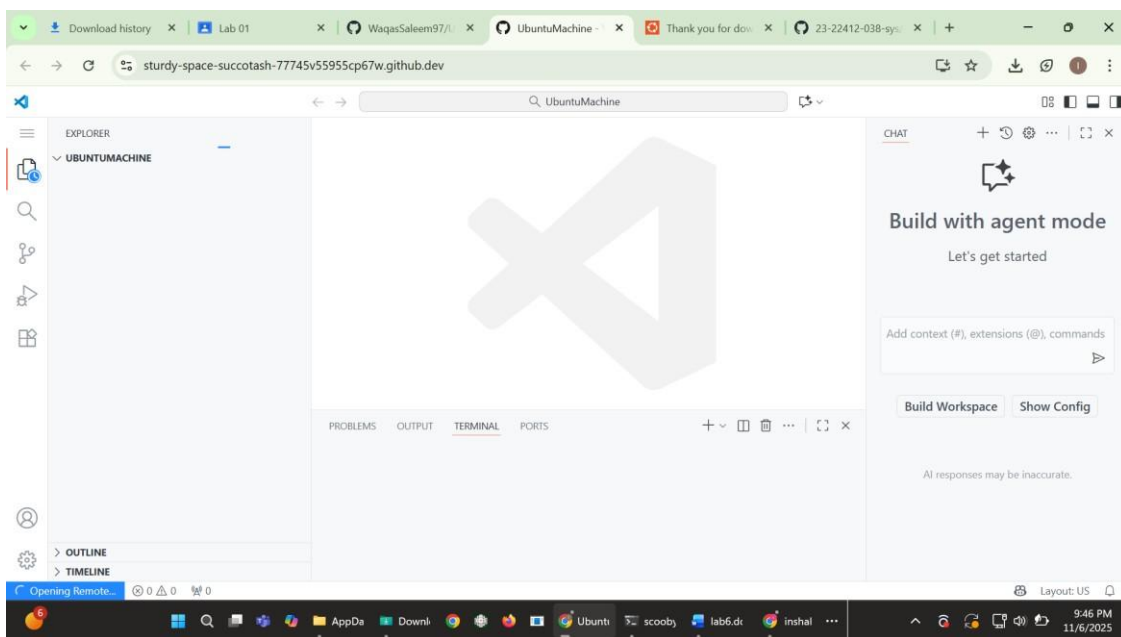 Download history
Lab 01
WaqasSaleem97/U
UbuntuMachine -
Thank you for dow
23-22412-038-sys
sturdy-space-succotash-77745v55955cp67w.github.dev
UbuntuMachine
EXPLORER
UBUNTUMACHINE
CHAT
Build with agent mode
Let's get started
Add context (#), extensions (@), commands
Build Workspace
Show Config
PROBLEMS OUTPUT TERMINAL PORTS
AI responses may be inaccurate.
OUTLINE
TIMELINE
Opening Remote... 0 0 0
Layout: US
6
AppDa
Downl
Ubunt
scooby
lab6.dc
inshal
9:46 PM
11/6/2025